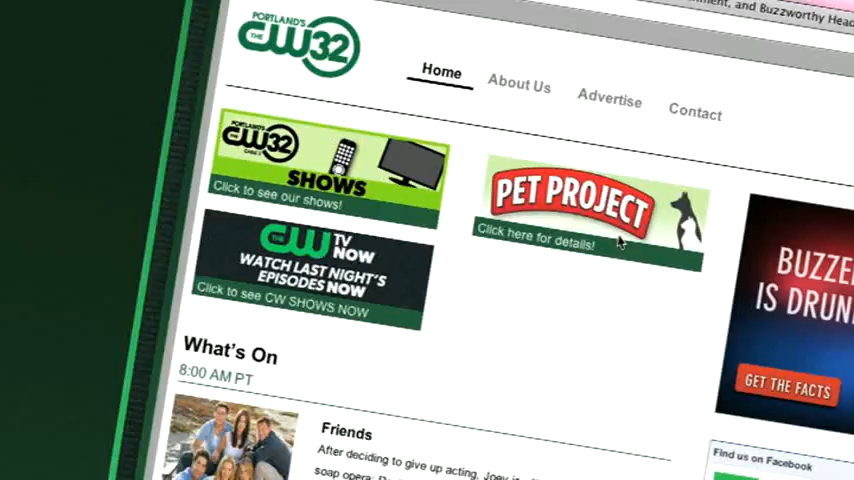 ment, and Buzzworthy Head
PORTLAND'S
THE CW32
Home
About Us
Advertise
Contact
PORTLAND'S
CW32
SHOWS
Click to see our shows!
PET PROJECT
Click here for details!
THE CW TV
NOW
WATCH LAST NIGHT'S
EPISODES NOW
Click to see CW SHOWS NOW
BUZZE
IS DRUN
GET THE FACTS
What's On
8:00 AM PT
Friends
After deciding to give up acting, Joey
soap opera:
Find us on Facebook